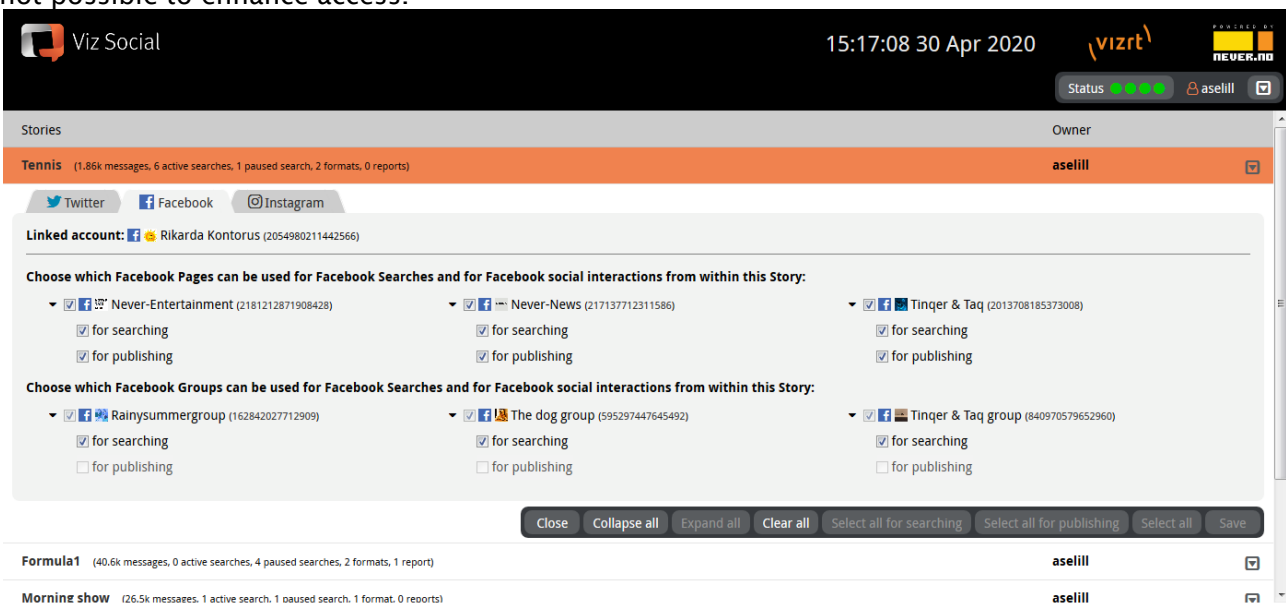 not possible to enhance access.
Viz Social 15:17:08 30 Apr 2020 vizrt POWERED BY NEVER.NO
Status aselill
Stories Owner
Tennis (1.86k messages, 6 active searches, 1 paused search, 2 formats, 0 reports) aselill
Twitter Facebook Instagram
Linked account: Rikarda Kontorus (2054980211442566)
Choose which Facebook Pages can be used for Facebook Searches and for Facebook social interactions from within this Story:
Never-Entertainment (2181212871908428) Never-News (217137712311586) Tinqer & Taq (2013708185373008)
for searching for searching for searching
for publishing for publishing for publishing
Choose which Facebook Groups can be used for Facebook Searches and for Facebook social interactions from within this Story:
Rainysummergroup (162842027712909) The dog group (595297447645492) Tinqer & Taq group (840970579652960)
for searching for searching for searching
for publishing for publishing for publishing
Close Collapse all Expand all Clear all Select all for searching Select all for publishing Select all Save
Formula1 (40.6k messages, 0 active searches, 4 paused searches, 2 formats, 1 report) aselill
Morning show (26.5k messages, 1 active search, 1 paused search, 1 format, 0 reports) aselill